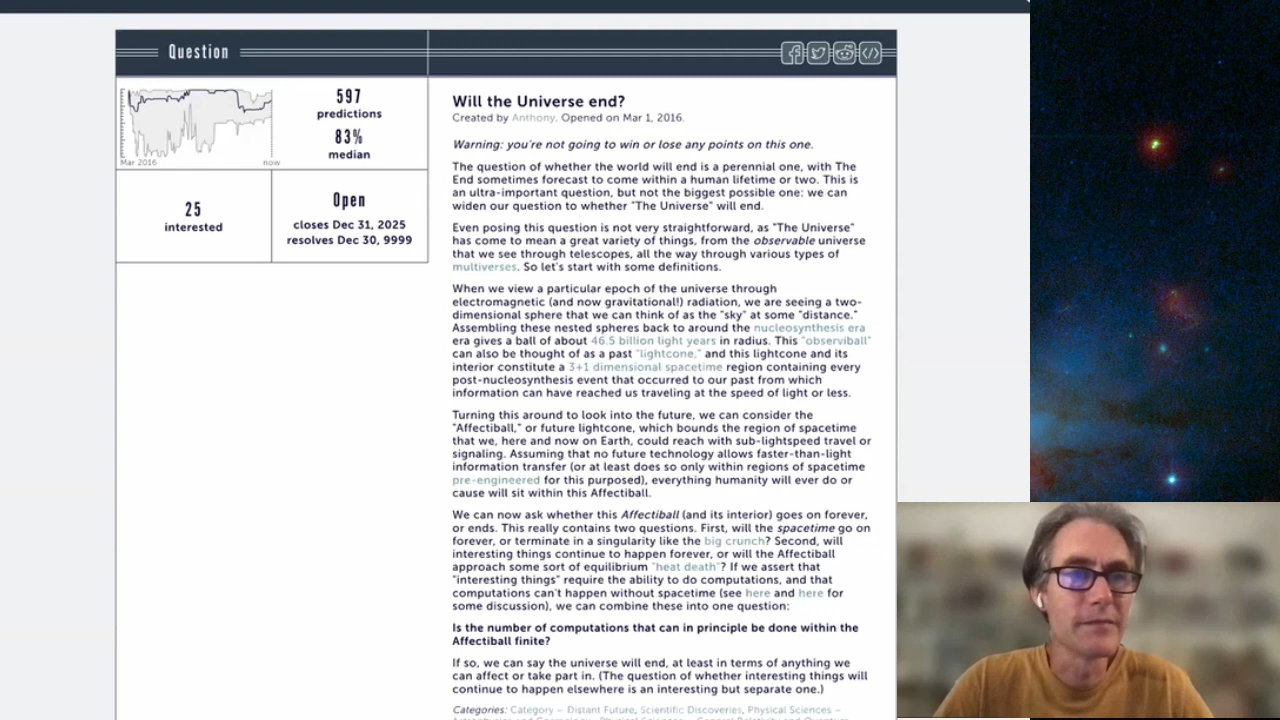 Question
597
predictions
83%
median
Mar 2016
now
25
interested
Open
closes Dec 31, 2025
resolves Dec 30, 9999
Will the Universe end?
Created by Anthony. Opened on Mar 1, 2016.
Warning: you're not going to win or lose any points on this one.
The question of whether the world will end is a perennial one, with The
End sometimes forecast to come within a human lifetime or two. This is
an ultra-important question, but not the biggest possible one: we can
widen our question to whether "The Universe" will end.
Even posing this question is not very straightforward, as "The Universe"
has come to mean a great variety of things, from the observable universe
that we see through telescopes, all the way through various types of
multiverses. So let's start with some definitions.
When we view a particular epoch of the universe through
electromagnetic (and now gravitational!) radiation, we are seeing a two-
dimensional sphere that we can think of as the "sky" at some "distance."
Assembling these nested spheres back to around the nucleosynthesis era
era gives a ball of about 46.5 billion light years in radius. This "observiball"
can also be thought of as a past "lightcone," and this lightcone and its
interior constitute a 3+1 dimensional spacetime region containing every
post-nucleosynthesis event that occurred to our past from which
information can have reached us traveling at the speed of light or less.
Turning this around to look into the future, we can consider the
"Affectiball," or future lightcone, which bounds the region of spacetime
that we, here and now on Earth, could reach with sub-lightspeed travel or
signaling. Assuming that no future technology allows faster-than-light
information transfer (or at least does so only within regions of spacetime
pre-engineered for this purposed), everything humanity will ever do or
cause will sit within this Affectiball.
We can now ask whether this Affectiball (and its interior) goes on forever,
or ends. This really contains two questions. First, will the spacetime go on
forever, or terminate in a singularity like the big crunch? Second, will
interesting things continue to happen forever, or will the Affectiball
approach some sort of equilibrium "heat death"? If we assert that
"interesting things" require the ability to do computations, and that
computations can't happen without spacetime (see here and here for
some discussion), we can combine these into one question:
Is the number of computations that can in principle be done within the
Affectiball finite?
If so, we can say the universe will end, at least in terms of anything we
can affect or take part in. (The question of whether interesting things will
continue to happen elsewhere is an interesting but separate one.)
Categories: Category – Distant Future, Scientific Discoveries, Physical Sciences –